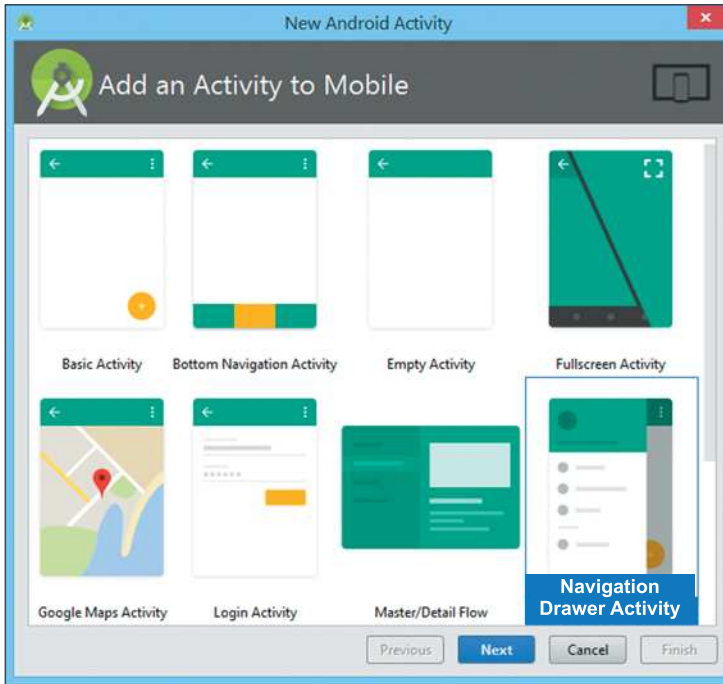 New Android Activity
Add an Activity to Mobile
Basic Activity
Bottom Navigation Activity
Empty Activity
Fullscreen Activity
Google Maps Activity
Login Activity
Master/Detail Flow
Navigation
Drawer Activity
Previous
Next
Cancel
Finish